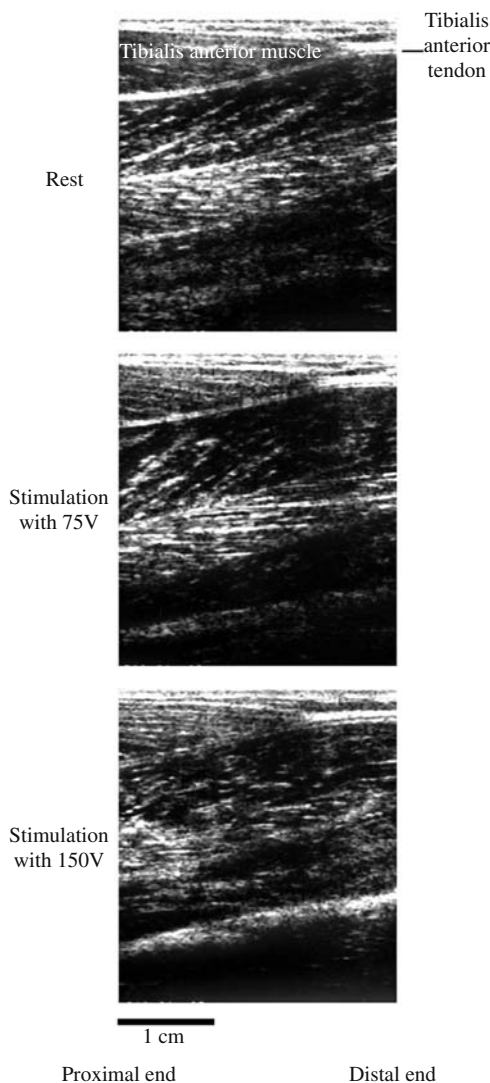 Tibialis anterior muscle
Tibialis
anterior
tendon
Rest
Stimulation
with 75V
Stimulation
with 150V
1 cm
Proximal end
Distal end